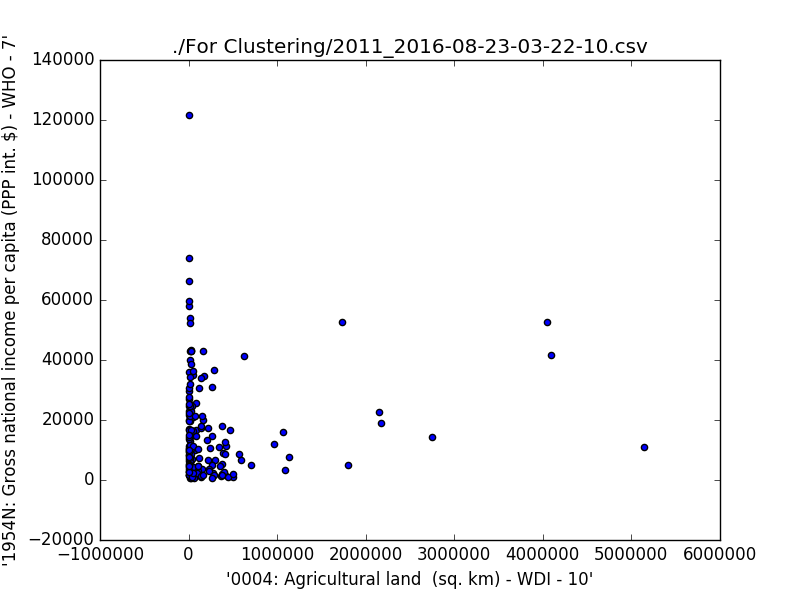 ./For Clustering/2011_2016-08-23-03-22-10.csv
'1954N: Gross national income per capita (PPP int. $) - WHO - 7'
140000
120000
100000
80000
60000
40000
20000
0
−20000
−1000000 0 1000000 2000000 3000000 4000000 5000000 6000000
'0004: Agricultural land  (sq. km) - WDI - 10'